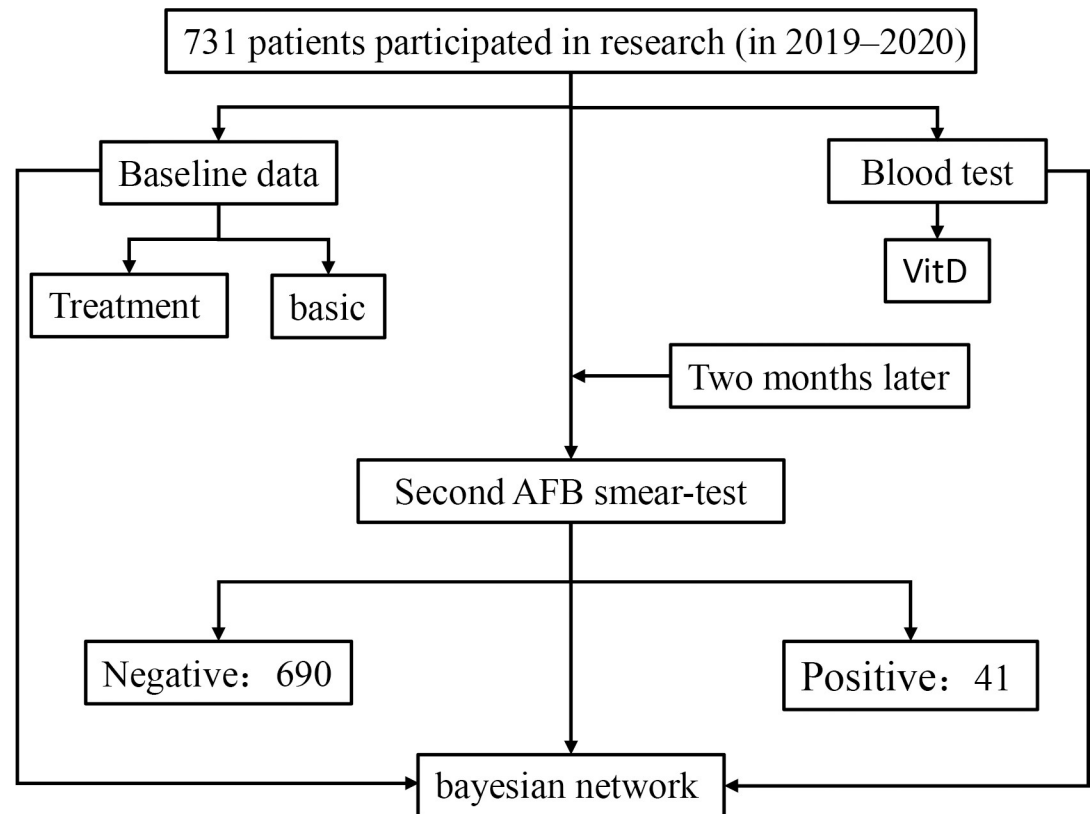 731 patients participated in research (in 2019–2020)
Baseline data
Blood test
Treatment
basic
VitD
Two months later
Second AFB smear-test
Negative：690
Positive：41
bayesian network